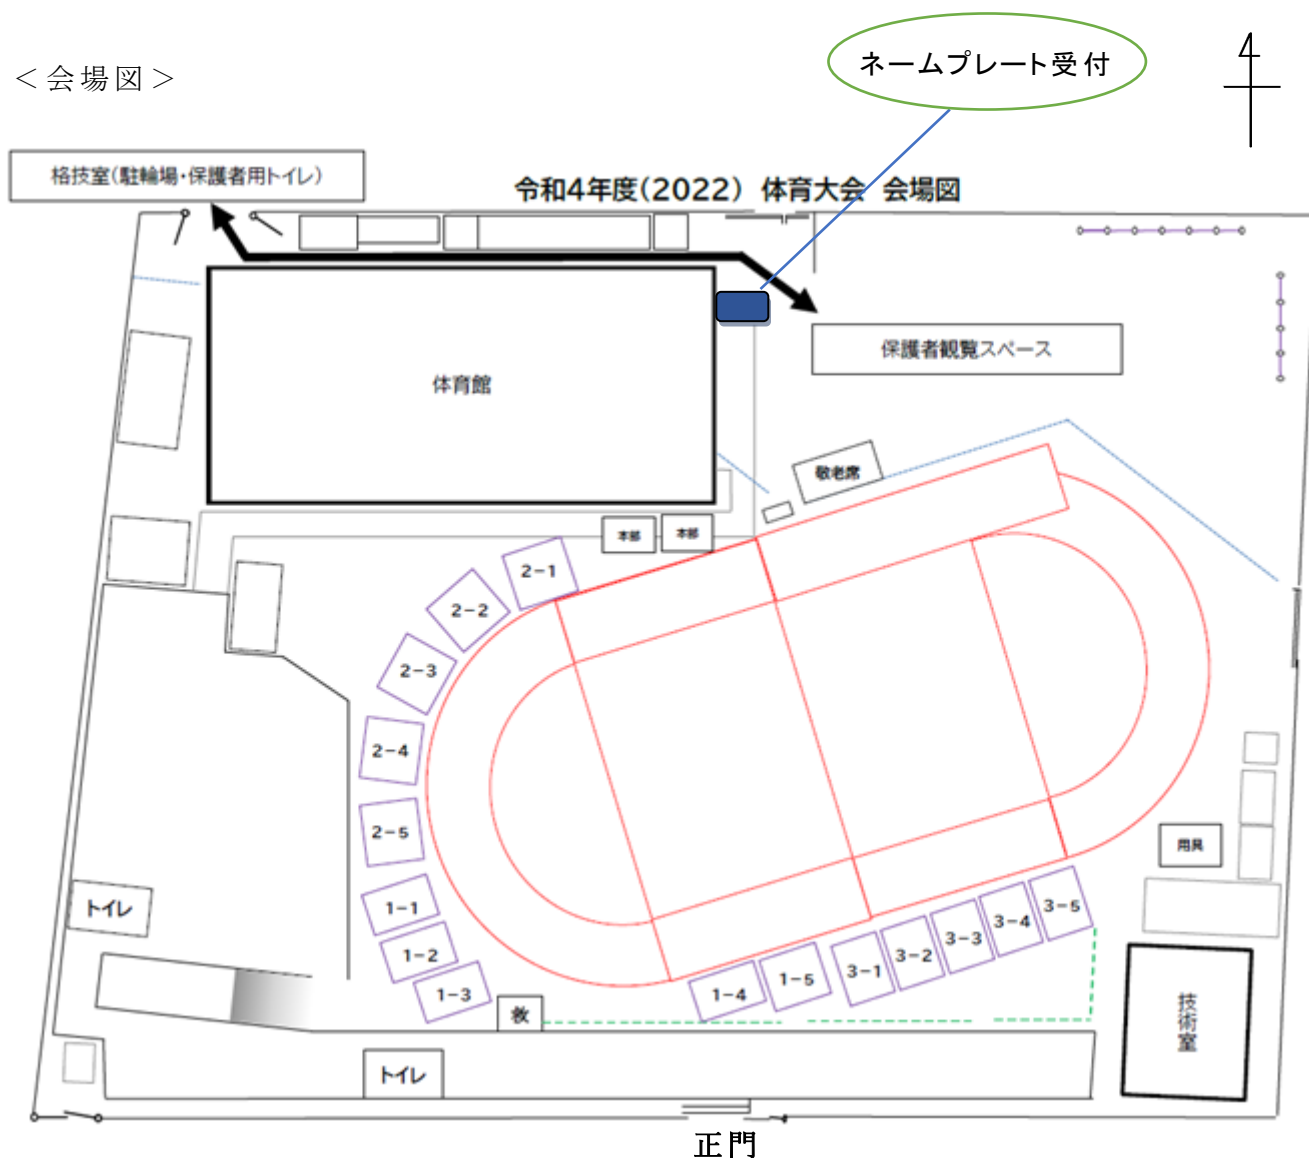 ネームプレート受付
＜会場図＞
格技室(駐輪場・保護者用トイレ)
令和4年度(2022) 体育大会 会場図
保護者観覧スペース
体育館
敬老席
本部
本部
2-1
2-2
2-3
2-4
2-5
1-1
1-2
1-3
1-4
1-5
3-1
3-2
3-3
3-4
3-5
用具
トイレ
救
技術室
トイレ
正門